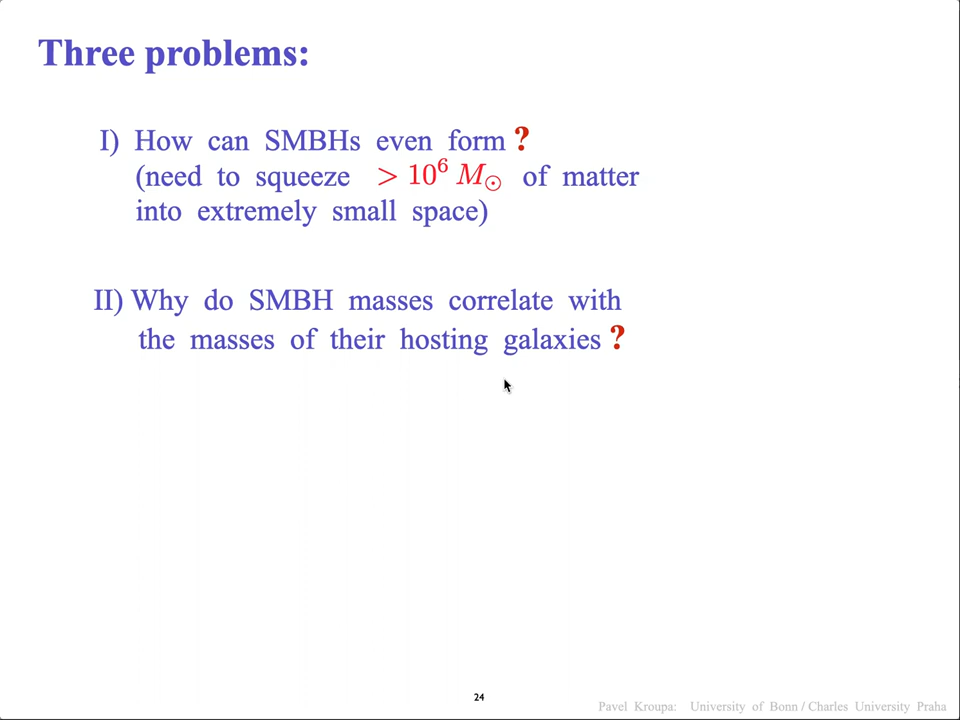 Three problems:
I) How can SMBHs even form ?
(need to squeeze > 10⁶ M☉ of matter
into extremely small space)
II) Why do SMBH masses correlate with
the masses of their hosting galaxies ?
24
Pavel Kroupa: University of Bonn / Charles University Praha